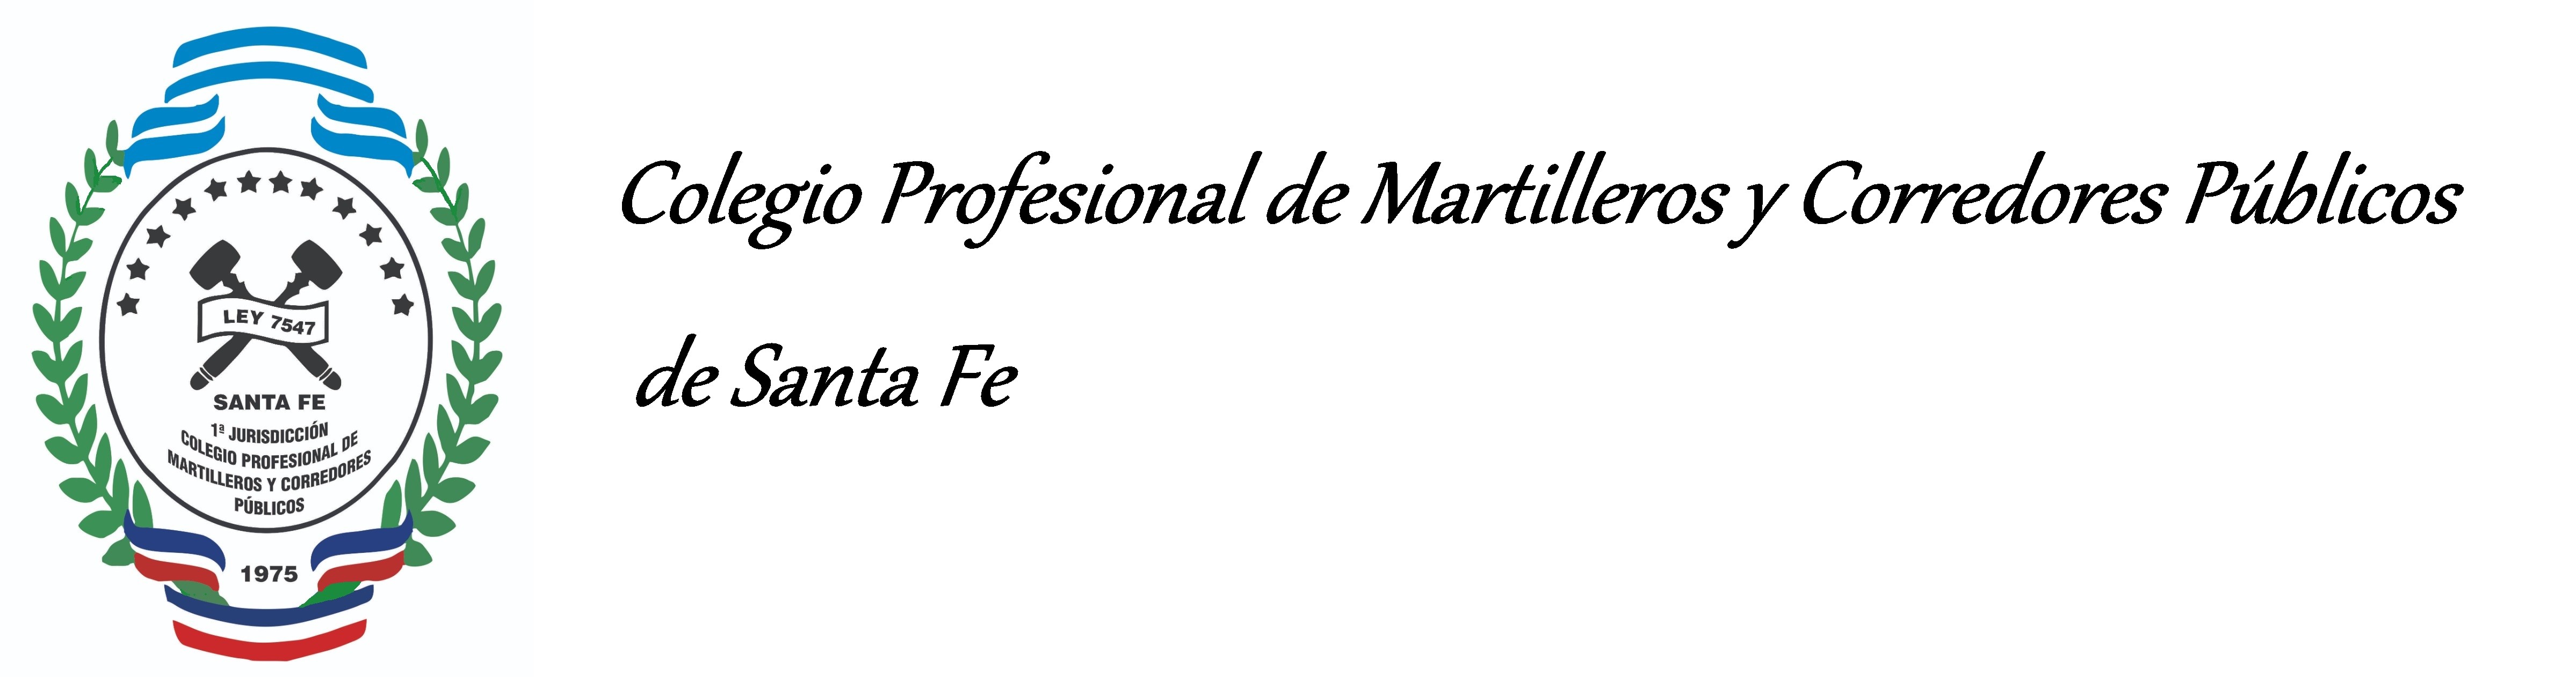 Colegio Profesional de Martilleros y Corredores Públicos
de Santa Fe
LEY 7547
SANTA FE
1ª JURISDICCIÓN
COLEGIO PROFESIONAL DE
MARTILLEROS Y CORREDORES
PÚBLICOS
1975